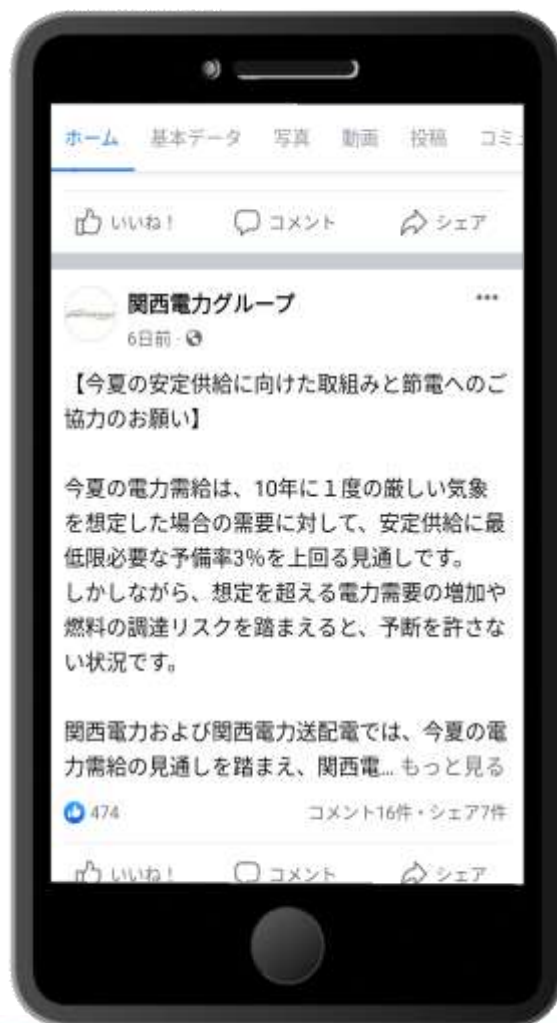 ホーム 基本データ 写真 動画 投稿 コミュ
いいね! コメント シェア
関西電力グループ
6日前
【今夏の安定供給に向けた取組みと節電へのご
協力のお願い】
今夏の電力需給は、10年に１度の厳しい気象
を想定した場合の需要に対して、安定供給に最
低限必要な予備率3%を上回る見通しです。
しかしながら、想定を超える電力需要の増加や
燃料の調達リスクを踏まえると、予断を許さな
い状況です。
関西電力および関西電力送配電では、今夏の電
力需給の見通しを踏まえ、関西電... もっと見る
474 コメント16件・シェア7件
いいね! コメント シェア